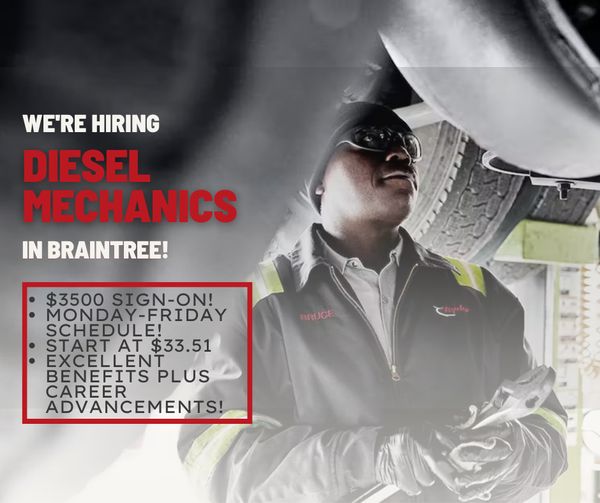 WE'RE HIRING
DIESEL
MECHANICS
IN BRAINTREE!
• $3500 SIGN-ON!
• MONDAY-FRIDAY
SCHEDULE!
• START AT $33.51
• EXCELLENT
BENEFITS PLUS
CAREER
ADVANCEMENTS!
BRUCE
Ryder